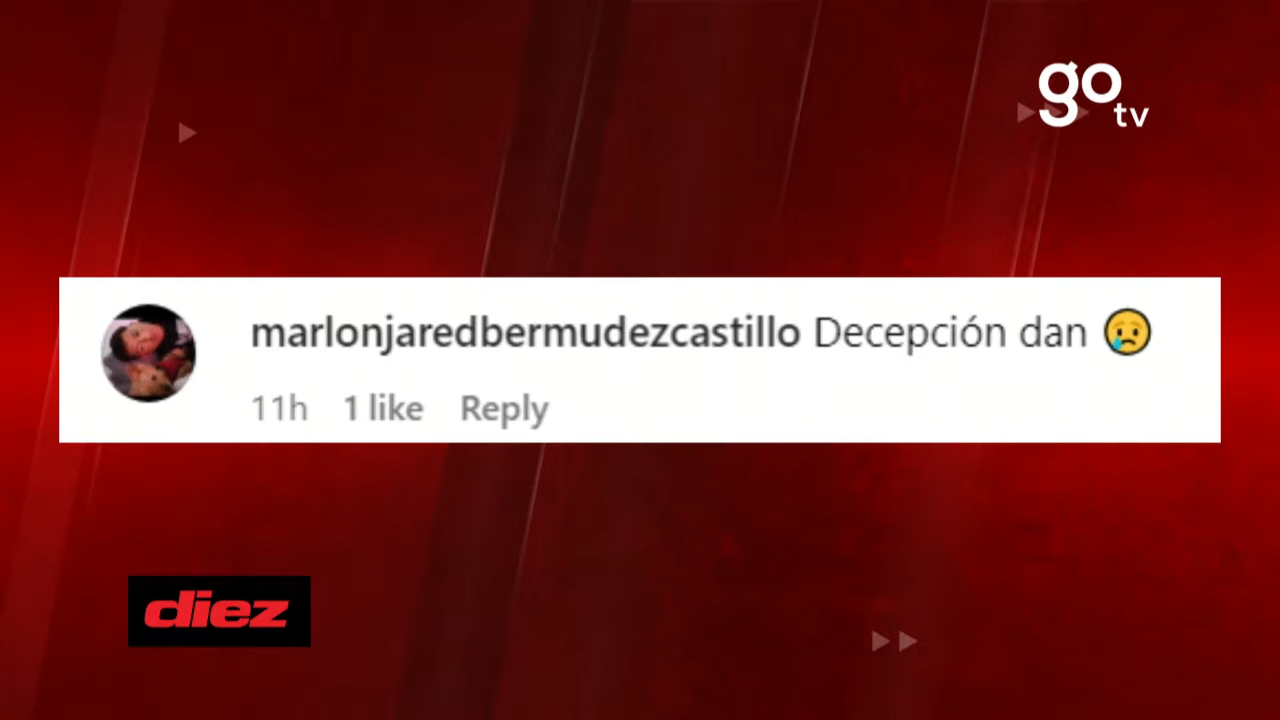 go
tv
marlonjaredbermudezcastillo Decepción dan 😢
11h 1 like Reply
diez